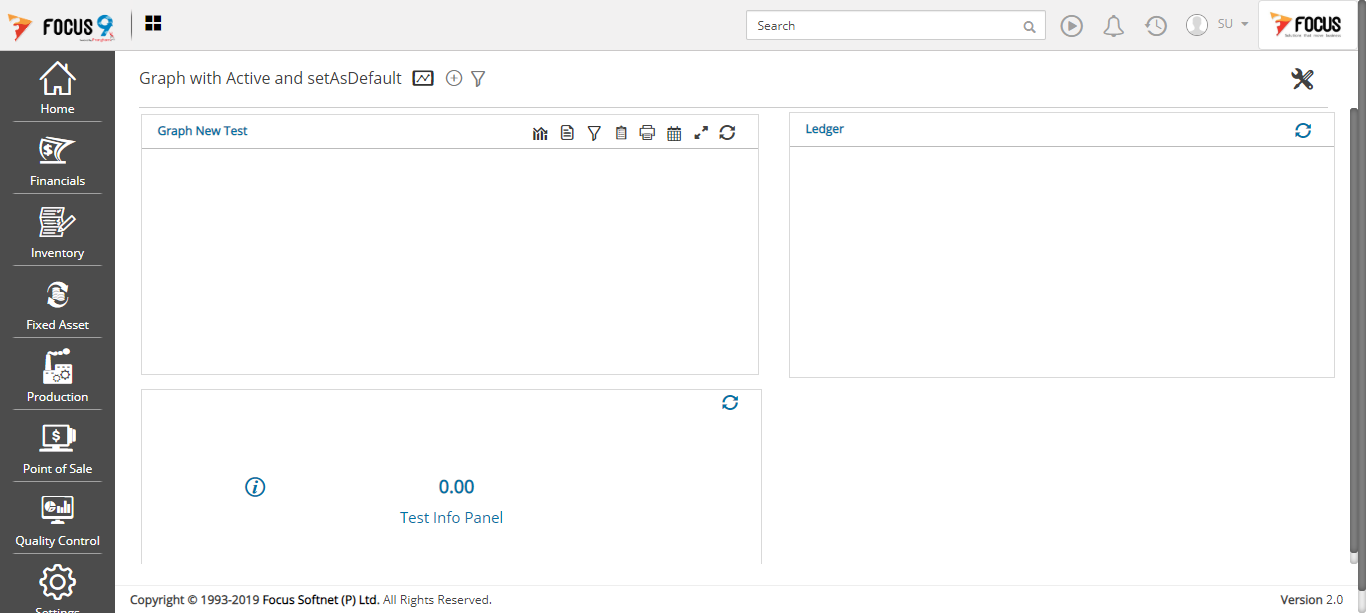 FOCUS 9
Search
SU
FOCUS
Home
Financials
Inventory
Fixed Asset
Production
Point of Sale
Quality Control
Settings
Graph with Active and setAsDefault
Graph New Test
Ledger
0.00
Test Info Panel
Copyright © 1993-2019 Focus Softnet (P) Ltd. All Rights Reserved.
Version 2.0